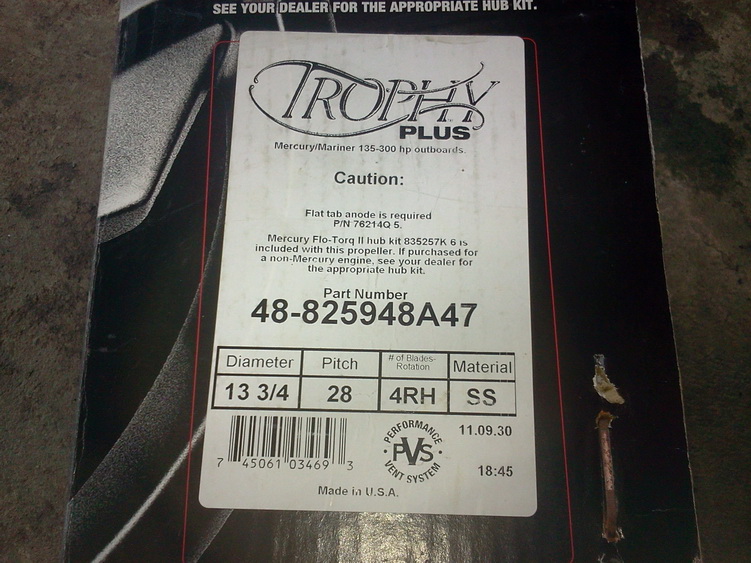 SEE YOUR DEALER FOR THE APPROPRIATE HUB KIT.
TROPHY
PLUS
Mercury/Mariner 135-300 hp outboards.
Caution:
Flat tab anode is required
P/N 76214Q 5.
Mercury Flo-Torq II hub kit 835257K 6 is
included with this propeller. If purchased for
a non-Mercury engine, see your dealer for
the appropriate hub kit.
Part Number
48-825948A47
Diameter Pitch # of Blades- Rotation Material
13 3/4 28 4RH SS
7 45061 03469 3
PERFORMANCE
PVS
VENT SYSTEM
11.09.30
18:45
Made in U.S.A.